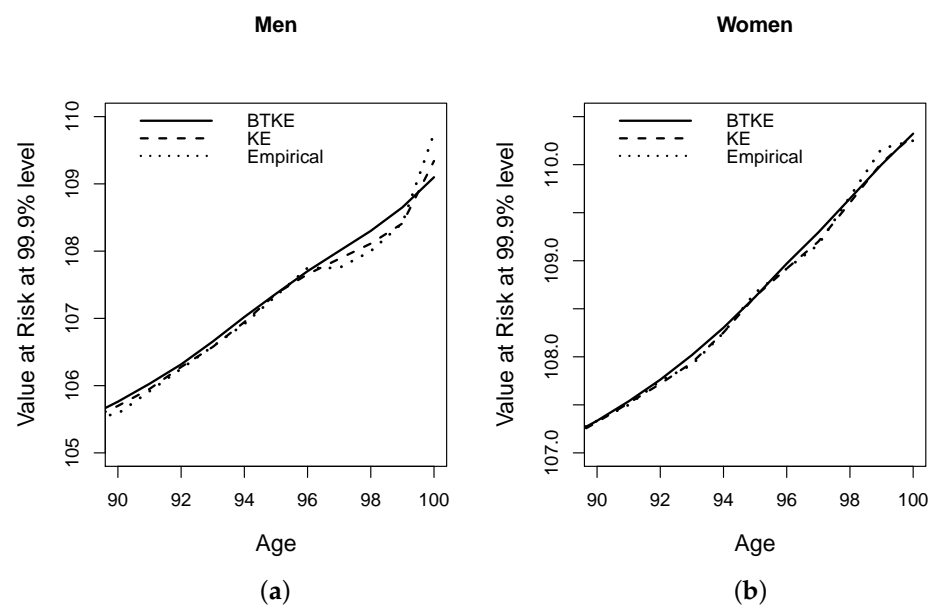 Men
Value at Risk at 99.9% level
110
109
108
107
106
105
BTKE
KE
Empirical
90 92 94 96 98 100
Age
(a)
Women
Value at Risk at 99.9% level
110.0
109.0
108.0
107.0
BTKE
KE
Empirical
90 92 94 96 98 100
Age
(b)